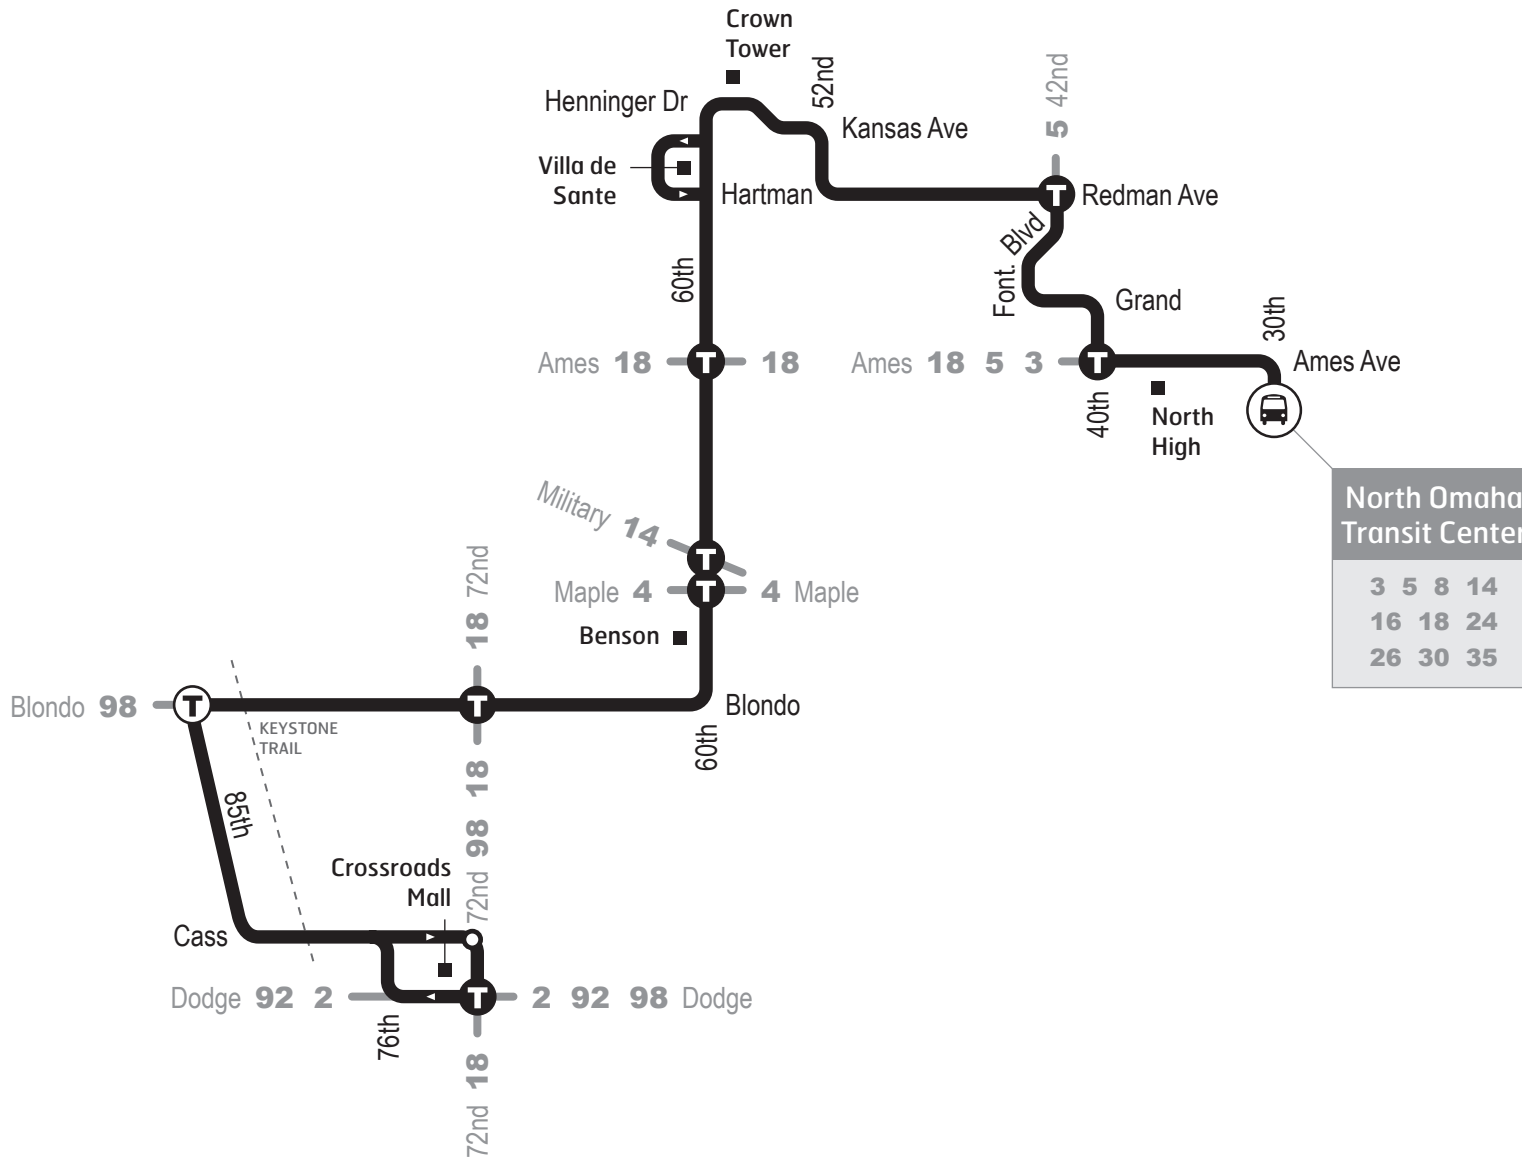 Crown
Tower
52nd
5 42nd
Henninger Dr
Kansas Ave
Villa de
Sante
Hartman
T
Redman Ave
Font. Blvd
60th
Grand
30th
Ames 18
T
18
Ames 18 5 3
T
Ames Ave
40th
North
High
North Omaha
Transit Center
3 5 8 14
16 18 24
26 30 35
Military 14
T
Maple 4
T
4 Maple
18 72nd
Benson
Blondo 98
T
T
Blondo
KEYSTONE
TRAIL
60th
85th
72nd 98 18
Crossroads
Mall
Cass
Dodge 92 2
T
2 92 98 Dodge
76th
72nd 18